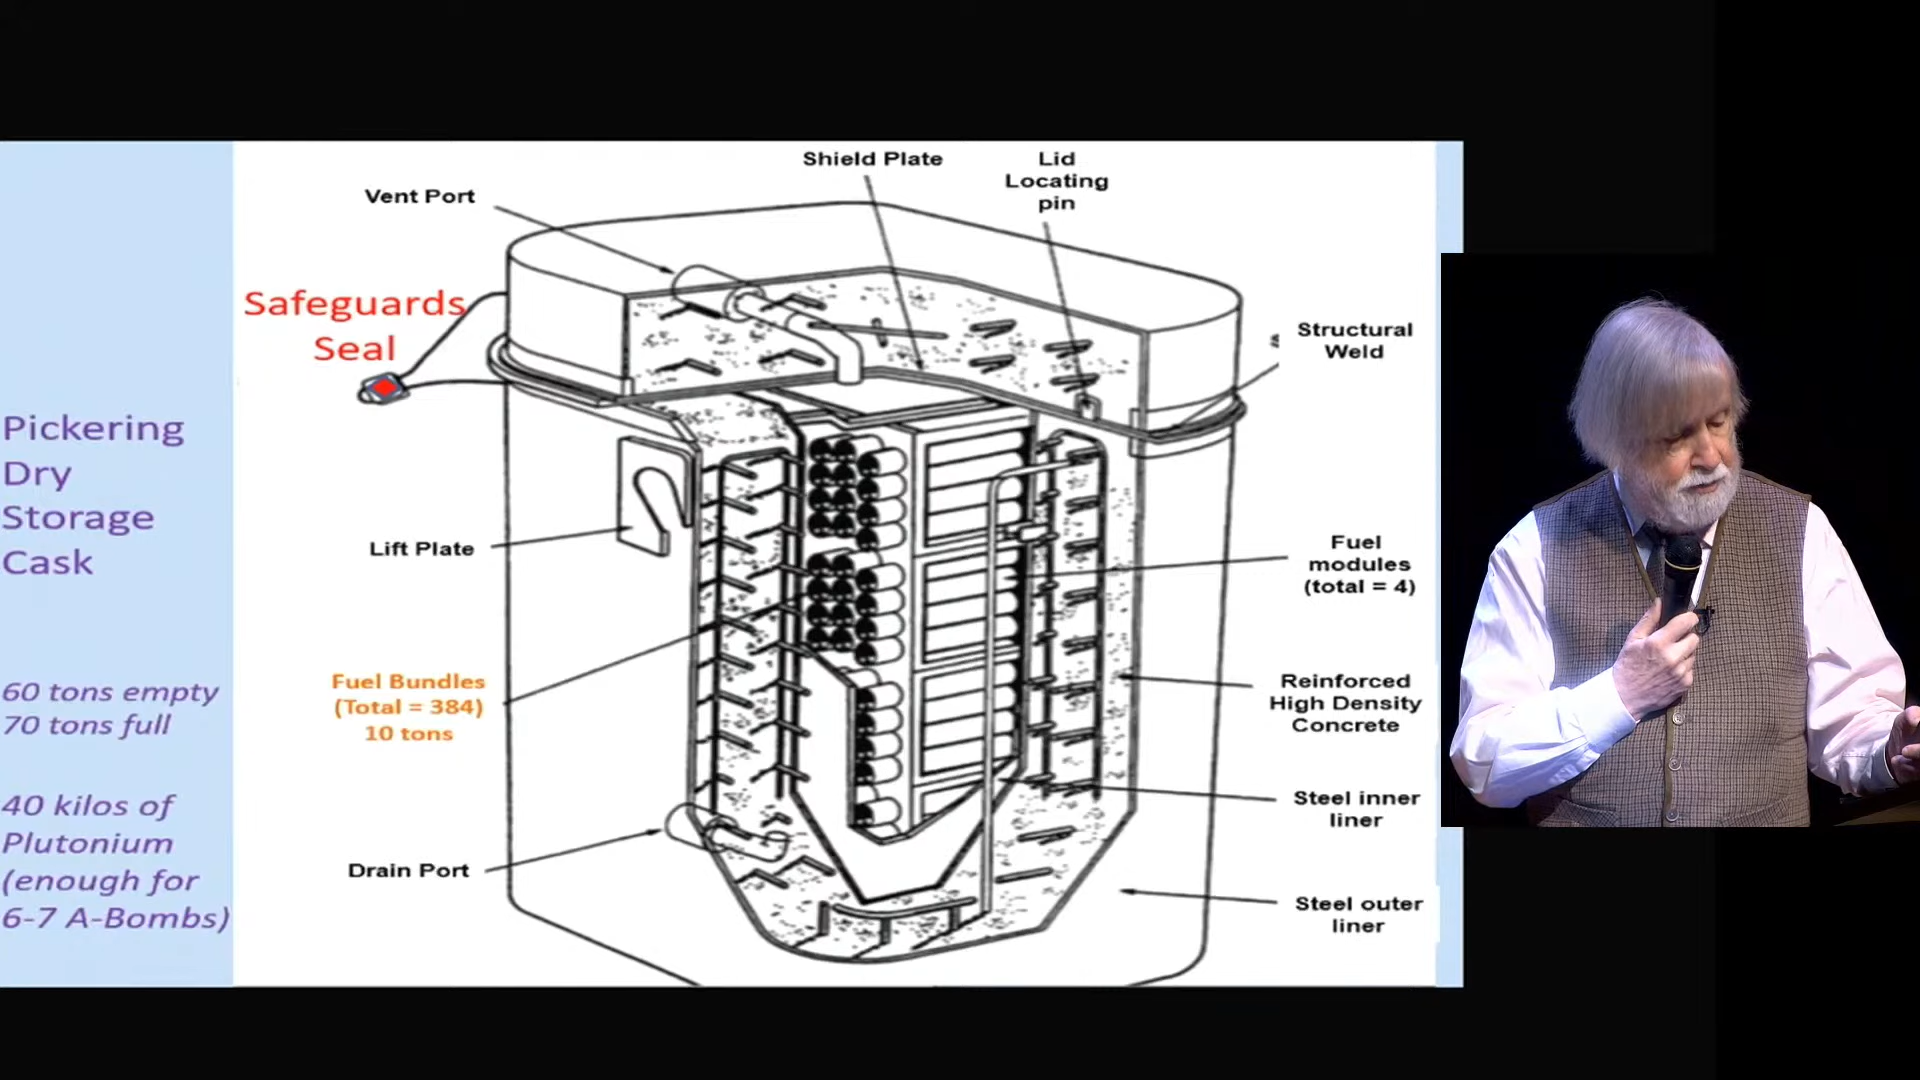 Shield Plate
Lid
Locating
pin
Vent Port
Safeguards
Seal
Structural
Weld
Pickering
Dry
Storage
Cask
Lift Plate
Fuel
modules
(total = 4)
60 tons empty
70 tons full
Fuel Bundles
(Total = 384)
10 tons
Reinforced
High Density
Concrete
40 kilos of
Plutonium
(enough for
6-7 A-Bombs)
Steel inner
liner
Drain Port
Steel outer
liner